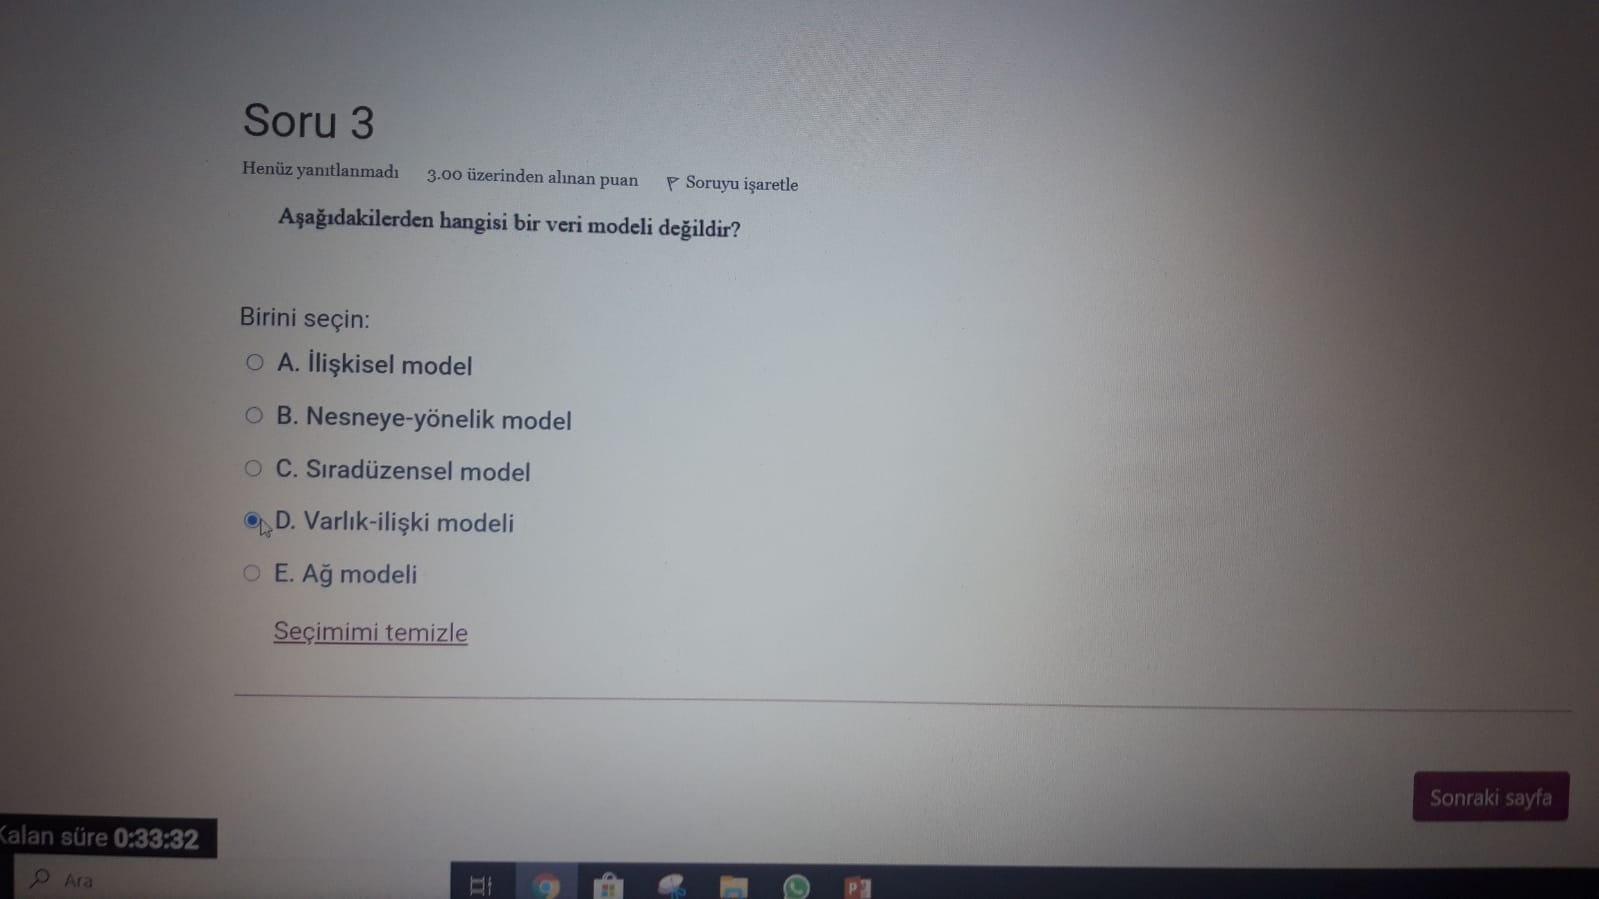 Soru 3
Henüz yanıtlanmadı 3.00 üzerinden alınan puan Soruyu işaretle
Aşağıdakilerden hangisi bir veri modeli değildir?
Birini seçin:
A. İlişkisel model
B. Nesneye-yönelik model
C. Sıradüzensel model
D. Varlık-ilişki modeli
E. Ağ modeli
Seçimimi temizle
Sonraki sayfa
Kalan süre 0:33:32
Ara